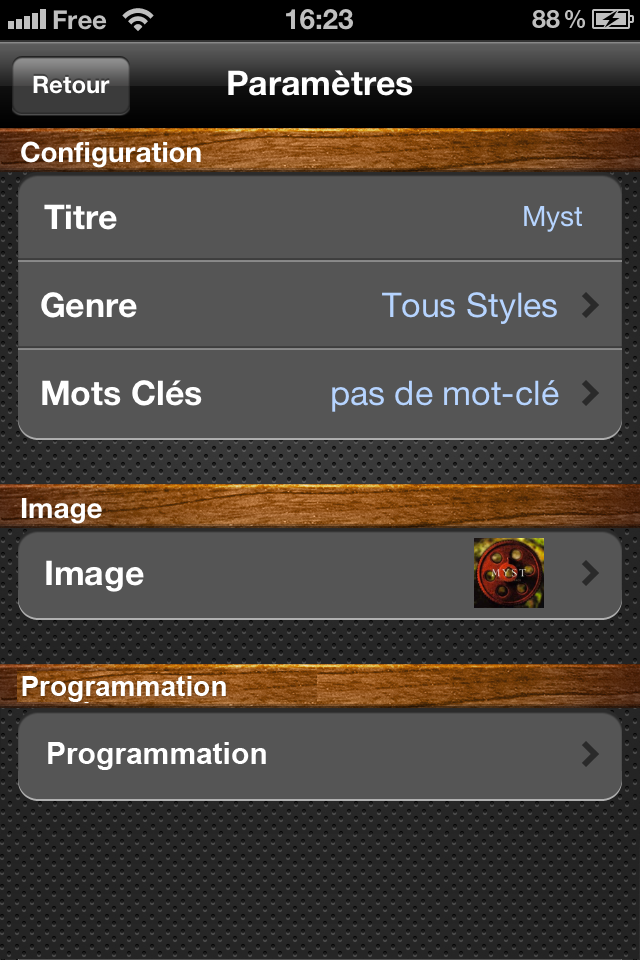 Free 16:23 88 %
Retour Paramètres
Configuration
Titre Myst
Genre Tous Styles
Mots Clés pas de mot-clé
Image
Image MYST
Programmation
Programmation